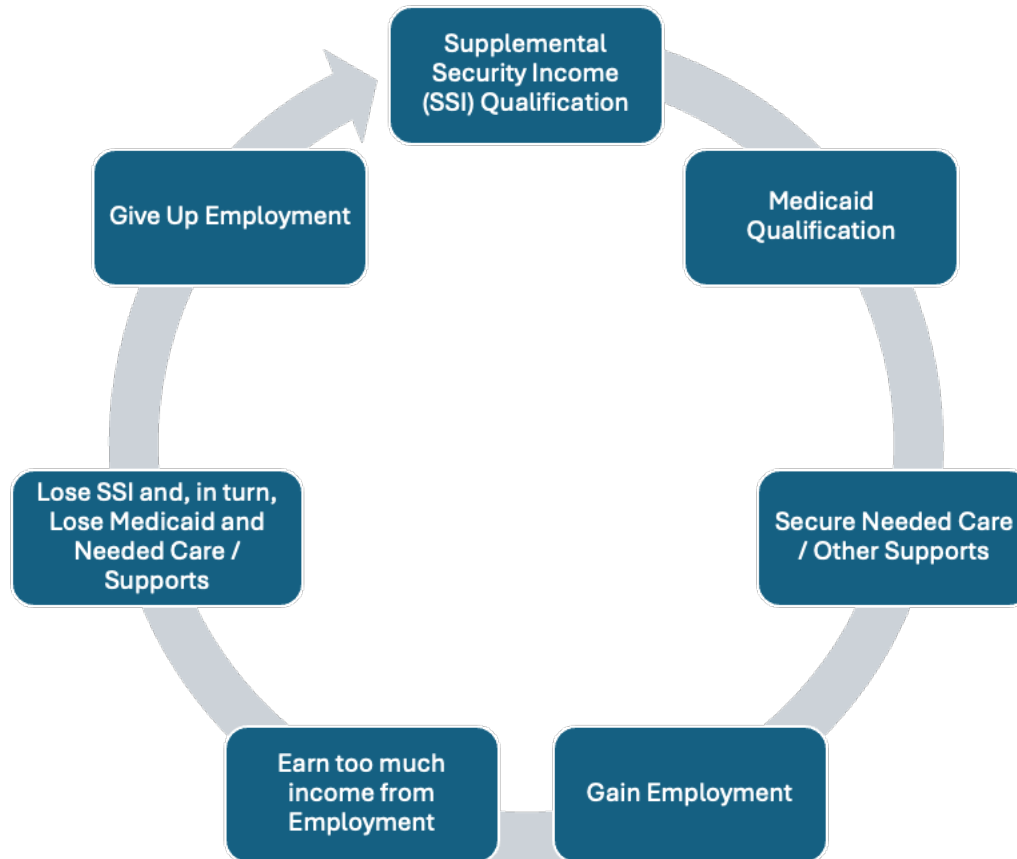 Supplemental
Security Income
(SSI) Qualification
Medicaid
Qualification
Secure Needed Care
/ Other Supports
Gain Employment
Earn too much
income from
Employment
Lose SSI and, in turn,
Lose Medicaid and
Needed Care /
Supports
Give Up Employment